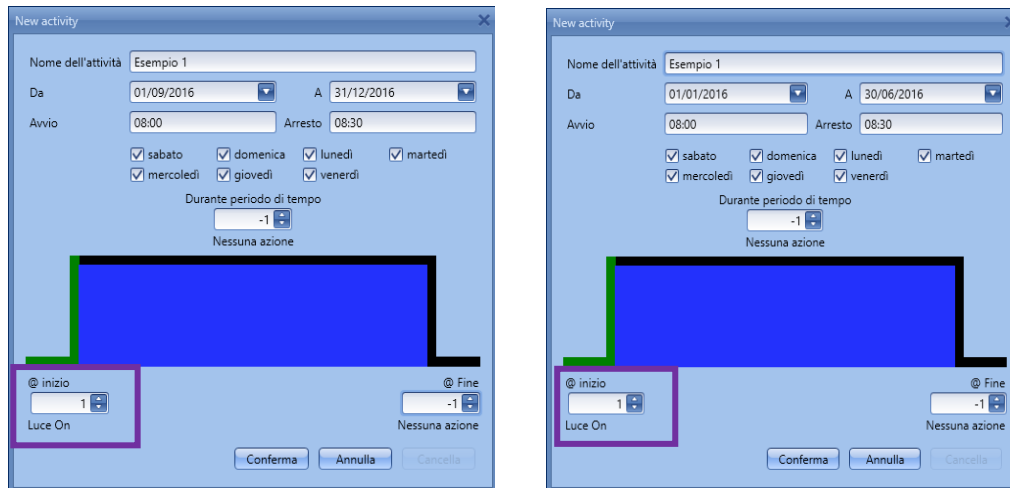 New activity
Nome dell'attività Esempio 1
Da 01/09/2016 A 31/12/2016
Avvio 08:00 Arresto 08:30
sabato domenica lunedì martedì
mercoledì giovedì venerdì
Durante periodo di tempo
-1
Nessuna azione
@ inizio @ Fine
1 -1
Luce On Nessuna azione
Conferma Annulla Cancella
New activity
Nome dell'attività Esempio 1
Da 01/01/2016 A 30/06/2016
Avvio 08:00 Arresto 08:30
sabato domenica lunedì martedì
mercoledì giovedì venerdì
Durante periodo di tempo
-1
Nessuna azione
@ inizio @ Fine
1 -1
Luce On Nessuna azione
Conferma Annulla Cancella